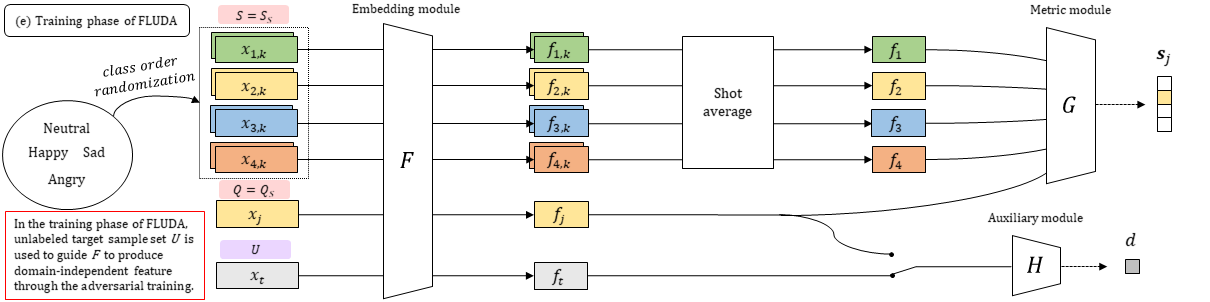 (e) Training phase of FLUDA
S = S_s
Embedding module
Metric module
class order
randomization
Neutral
Happy Sad
Angry
x_{1,k}
x_{2,k}
x_{3,k}
x_{4,k}
F
f_{1,k}
f_{2,k}
f_{3,k}
f_{4,k}
Shot
average
f_1
f_2
f_3
f_4
G
s_j
Q = Q_s
x_j
f_j
In the training phase of FLUDA,
unlabeled target sample set U is
used to guide F to produce
domain-independent feature
through the adversarial training.
U
x_t
f_t
Auxiliary module
H
d